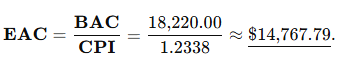 EAC = BAC / CPI = 18,220.00 / 1.2338 ≈ $14,767.79.